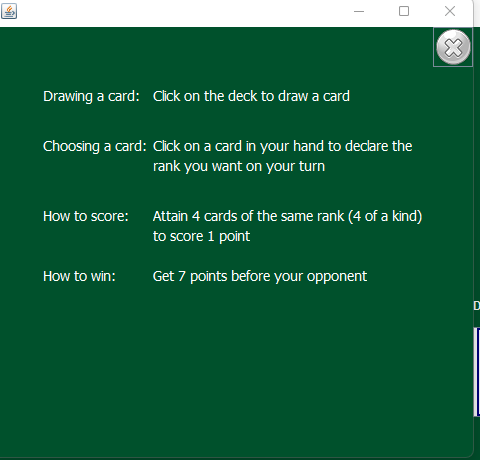 Drawing a card: Click on the deck to draw a card
Choosing a card: Click on a card in your hand to declare the
rank you want on your turn
How to score: Attain 4 cards of the same rank (4 of a kind)
to score 1 point
How to win: Get 7 points before your opponent
D